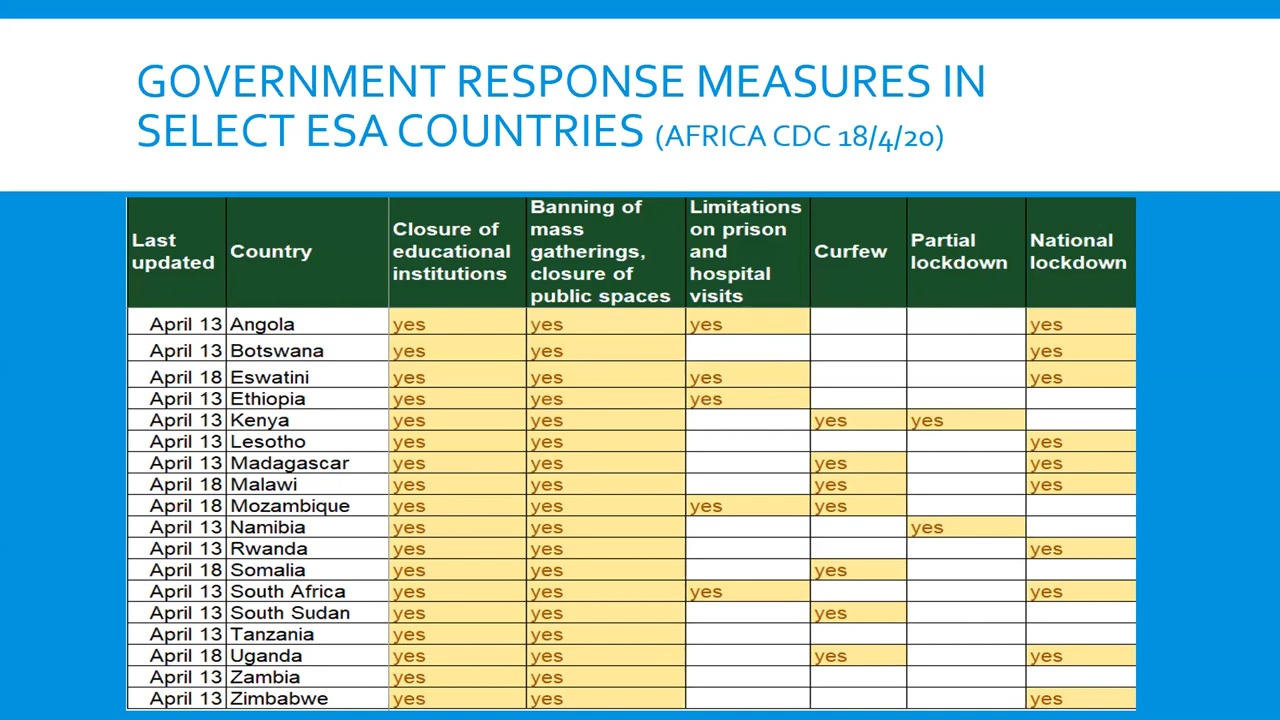 GOVERNMENT RESPONSE MEASURES IN
SELECT ESA COUNTRIES (AFRICA CDC 18/4/20)
Last updated Country Closure of educational institutions Banning of mass gatherings, closure of public spaces Limitations on prison and hospital visits Curfew Partial lockdown National lockdown
April 13 Angola yes yes yes yes
April 13 Botswana yes yes yes
April 18 Eswatini yes yes yes yes
April 13 Ethiopia yes yes yes
April 13 Kenya yes yes yes yes
April 13 Lesotho yes yes yes
April 13 Madagascar yes yes yes yes
April 18 Malawi yes yes yes yes
April 18 Mozambique yes yes yes yes
April 13 Namibia yes yes yes
April 13 Rwanda yes yes yes
April 18 Somalia yes yes yes
April 13 South Africa yes yes yes yes
April 13 South Sudan yes yes yes
April 13 Tanzania yes yes
April 18 Uganda yes yes yes yes
April 13 Zambia yes yes
April 13 Zimbabwe yes yes yes